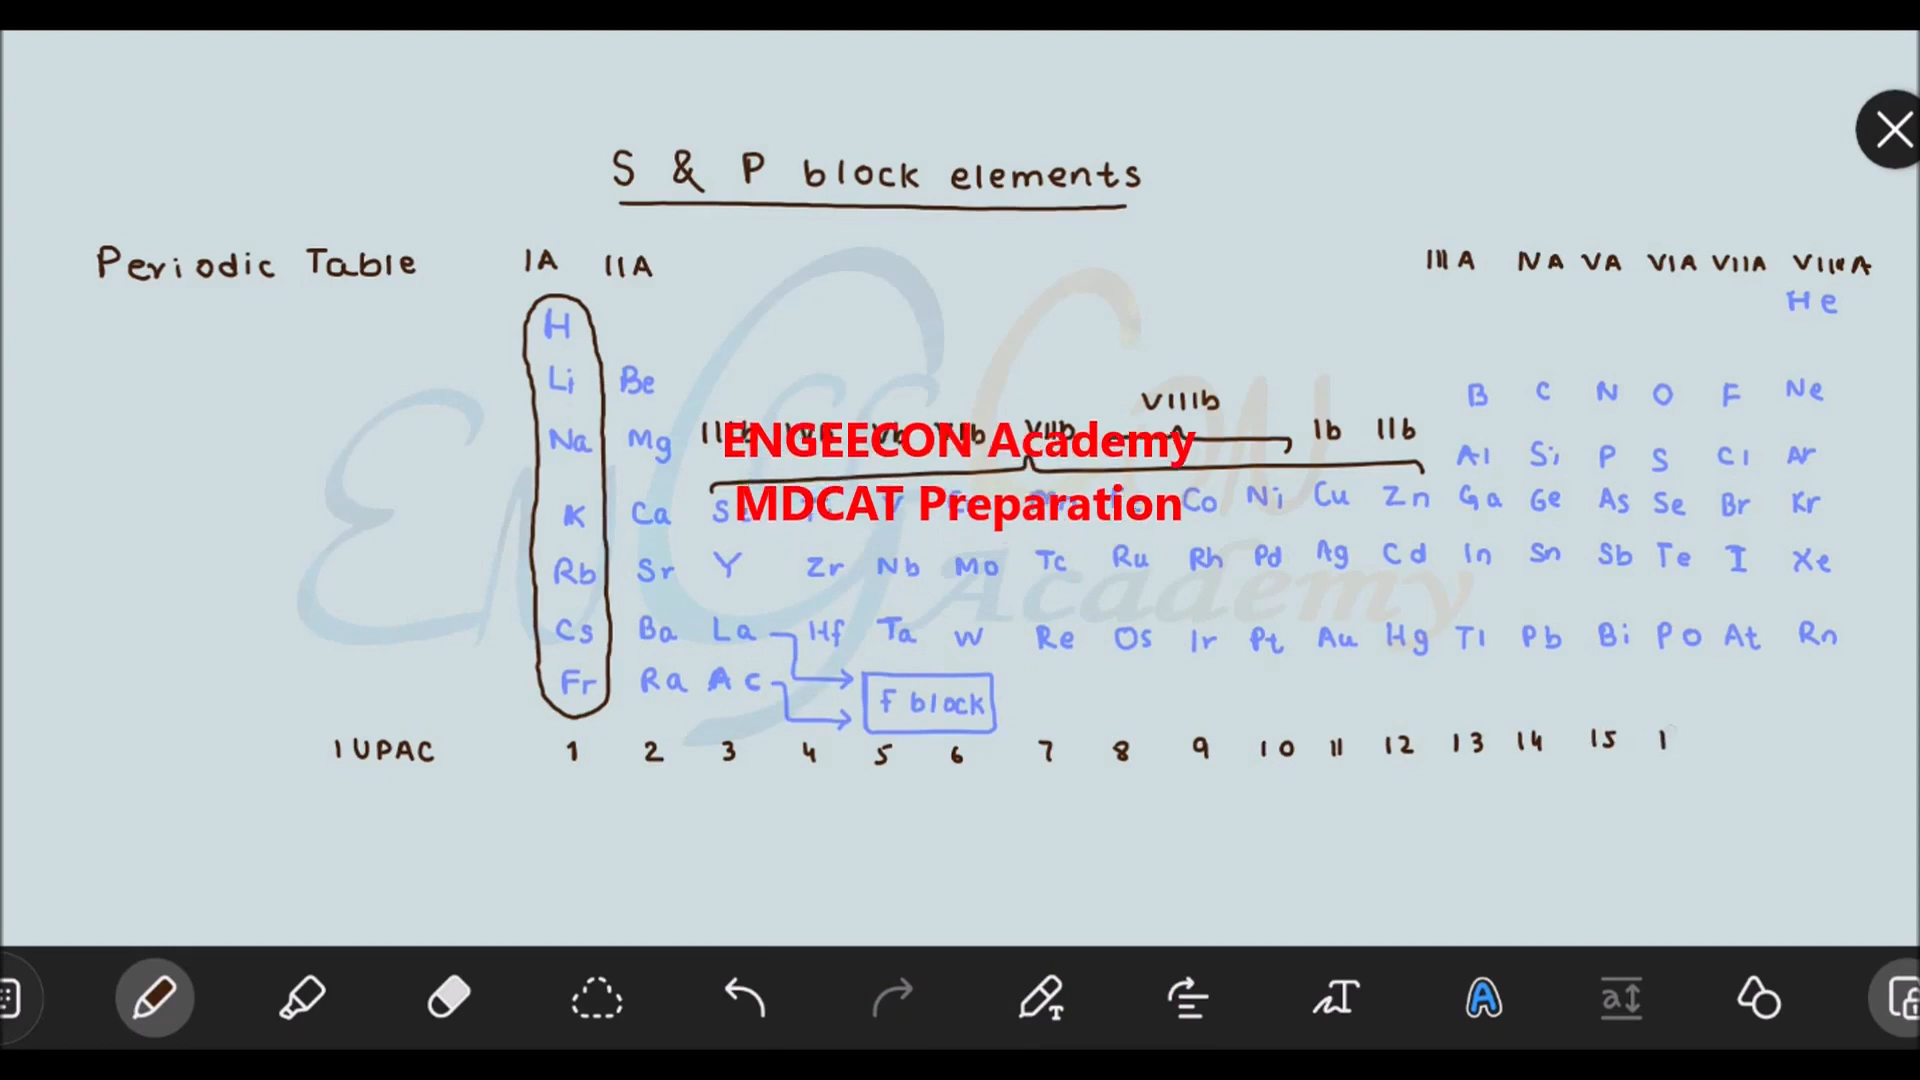 S & P block elements
Periodic Table IA IIA IIIA IVA VA VIA VIIA VIIIA
H He
Li Be B C N O F Ne
VIIIb
Na Mg VIIb Ib IIb Al Si P S Cl Ar
ENGEECON Academy
K Ca Co Ni Cu Zn Ga Ge As Se Br Kr
MDCAT Preparation
Rb Sr Y Zr Nb Mo Tc Ru Rh Pd Ag Cd In Sn Sb Te I Xe
Academy
Cs Ba La Hf Ta W Re Os Ir Pt Au Hg Tl Pb Bi Po At Rn
Fr Ra Ac f block
IUPAC 1 2 3 4 5 6 7 8 9 10 11 12 13 14 15 1